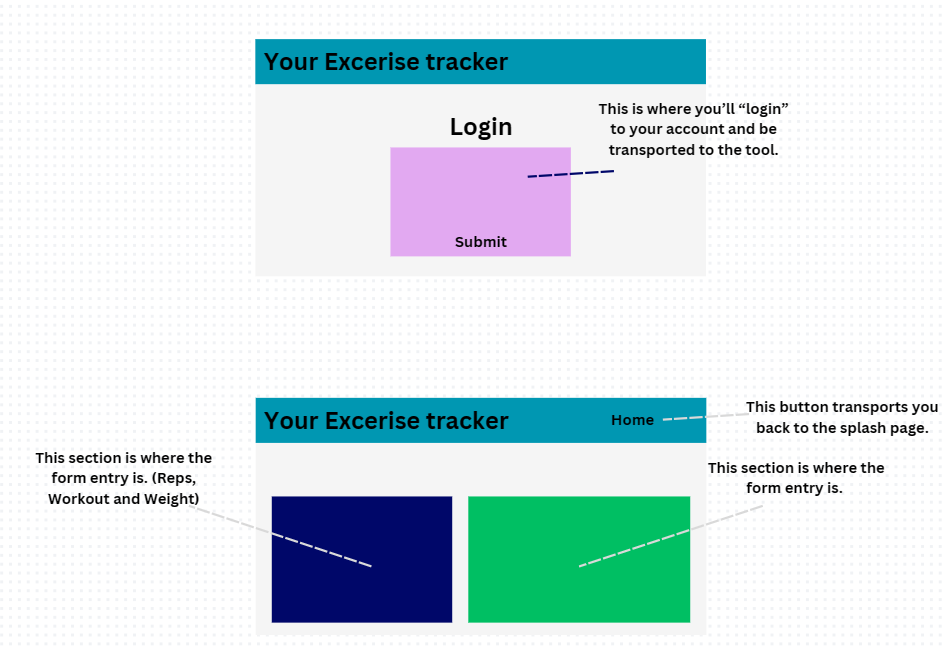 Your Excerise tracker
This is where you’ll “login”
to your account and be
transported to the tool.
Login
Submit
Your Excerise tracker
Home
This button transports you
back to the splash page.
This section is where the
form entry is. (Reps,
Workout and Weight)
This section is where the
form entry is.